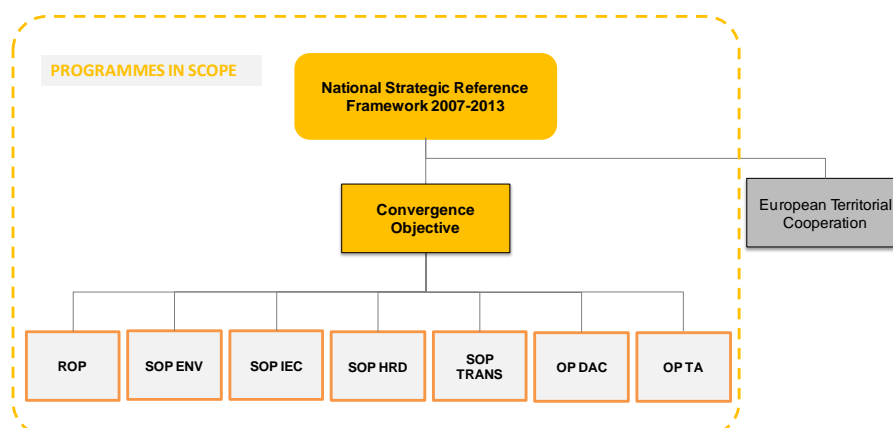 PROGRAMMES IN SCOPE
National Strategic Reference
Framework 2007-2013
Convergence
Objective
European Territorial
Cooperation
ROP
SOP ENV
SOP IEC
SOP HRD
SOP
TRANS
OP DAC
OP TA